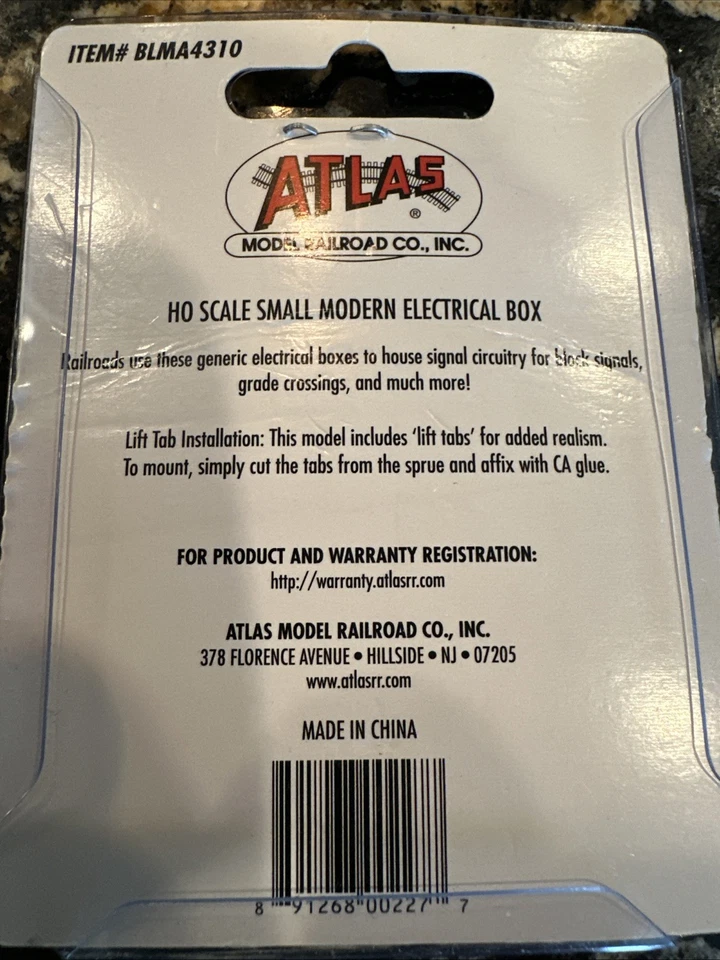 ITEM# BLMA4310
ATLAS
®
MODEL RAILROAD CO., INC.
HO SCALE SMALL MODERN ELECTRICAL BOX
Railroads use these generic electrical boxes to house signal circuitry for block signals,
grade crossings, and much more!
Lift Tab Installation: This model includes 'lift tabs' for added realism.
To mount, simply cut the tabs from the sprue and affix with CA glue.
FOR PRODUCT AND WARRANTY REGISTRATION:
http://warranty.atlasrr.com
ATLAS MODEL RAILROAD CO., INC.
378 FLORENCE AVENUE • HILLSIDE • NJ • 07205
www.atlasrr.com
MADE IN CHINA
8 91268 00227 7